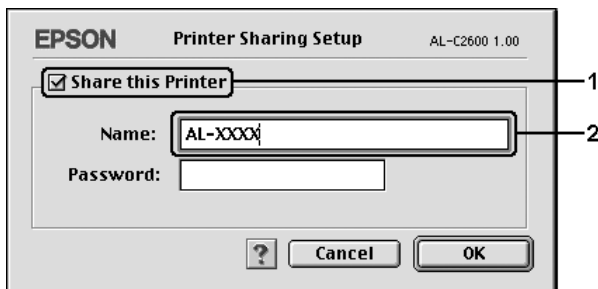 EPSON Printer Sharing Setup AL-C2600 1.00
Share this Printer 1
Name: AL-XXXX 2
Password:
? Cancel OK